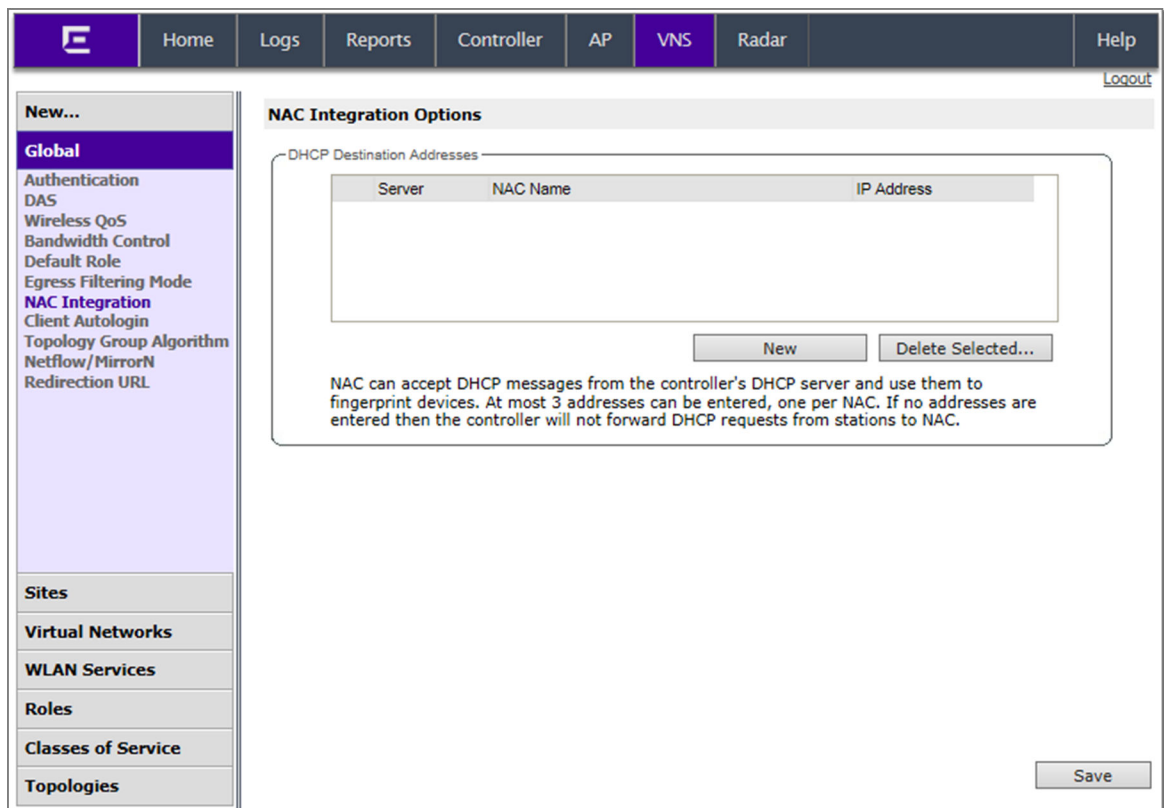 Home Logs Reports Controller AP VNS Radar Help
Logout
New...
Global
Authentication
DAS
Wireless QoS
Bandwidth Control
Default Role
Egress Filtering Mode
NAC Integration
Client Autologin
Topology Group Algorithm
Netflow/MirrorN
Redirection URL
Sites
Virtual Networks
WLAN Services
Roles
Classes of Service
Topologies
NAC Integration Options
DHCP Destination Addresses
Server NAC Name IP Address
New Delete Selected...
NAC can accept DHCP messages from the controller's DHCP server and use them to
fingerprint devices. At most 3 addresses can be entered, one per NAC. If no addresses are
entered then the controller will not forward DHCP requests from stations to NAC.
Save